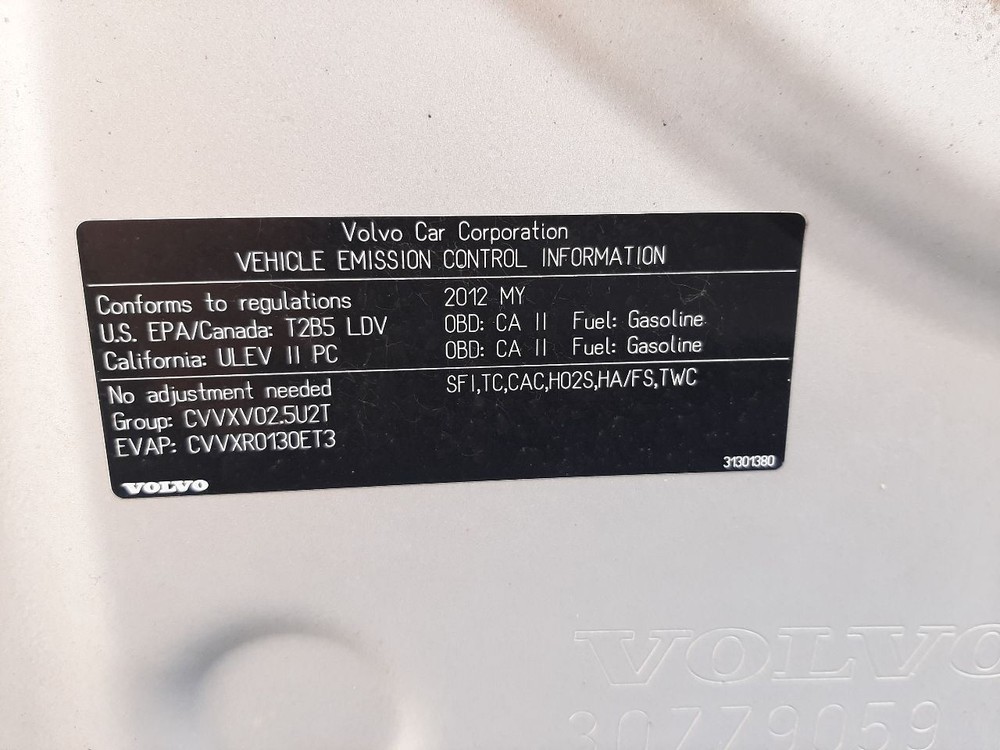 Volvo Car Corporation
VEHICLE EMISSION CONTROL INFORMATION
Conforms to regulations 2012 MY
U.S. EPA/Canada: T2B5 LDV OBD: CA II Fuel: Gasoline
California: ULEV II PC OBD: CA II Fuel: Gasoline
No adjustment needed SFI,TC,CAC,HO2S,HA/FS,TWC
Group: CVVXV02.5U2T
EVAP: CVVXR0130ET3
31301380
VOLVO
VOLVO
30779059